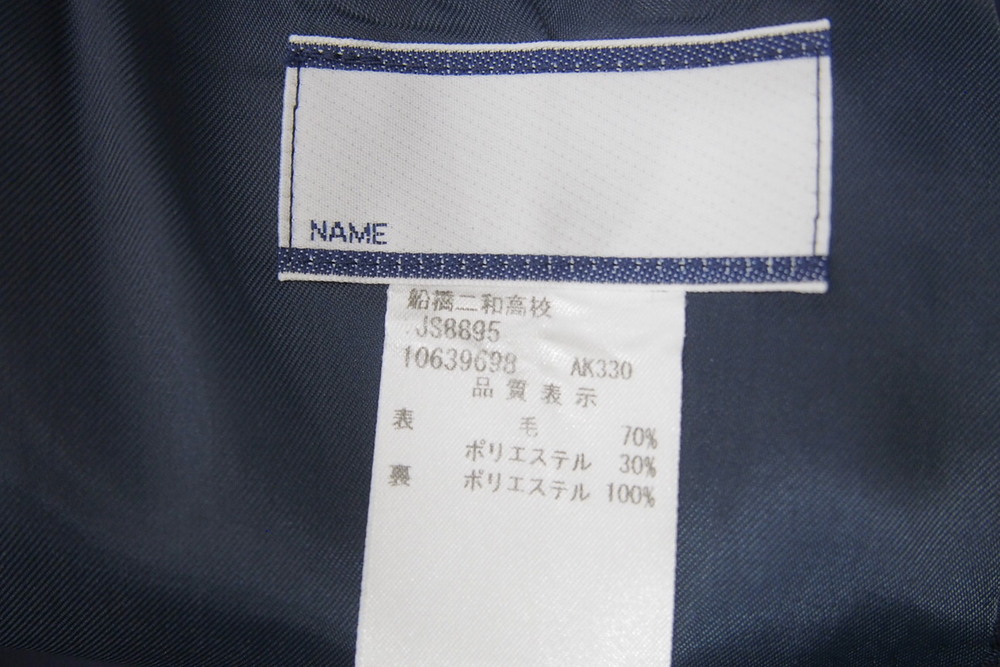 NAME
船橋二和高校
JS8895
10639698 AK330
品質表示
表 毛 70%
ポリエステル 30%
裏 ポリエステル 100%